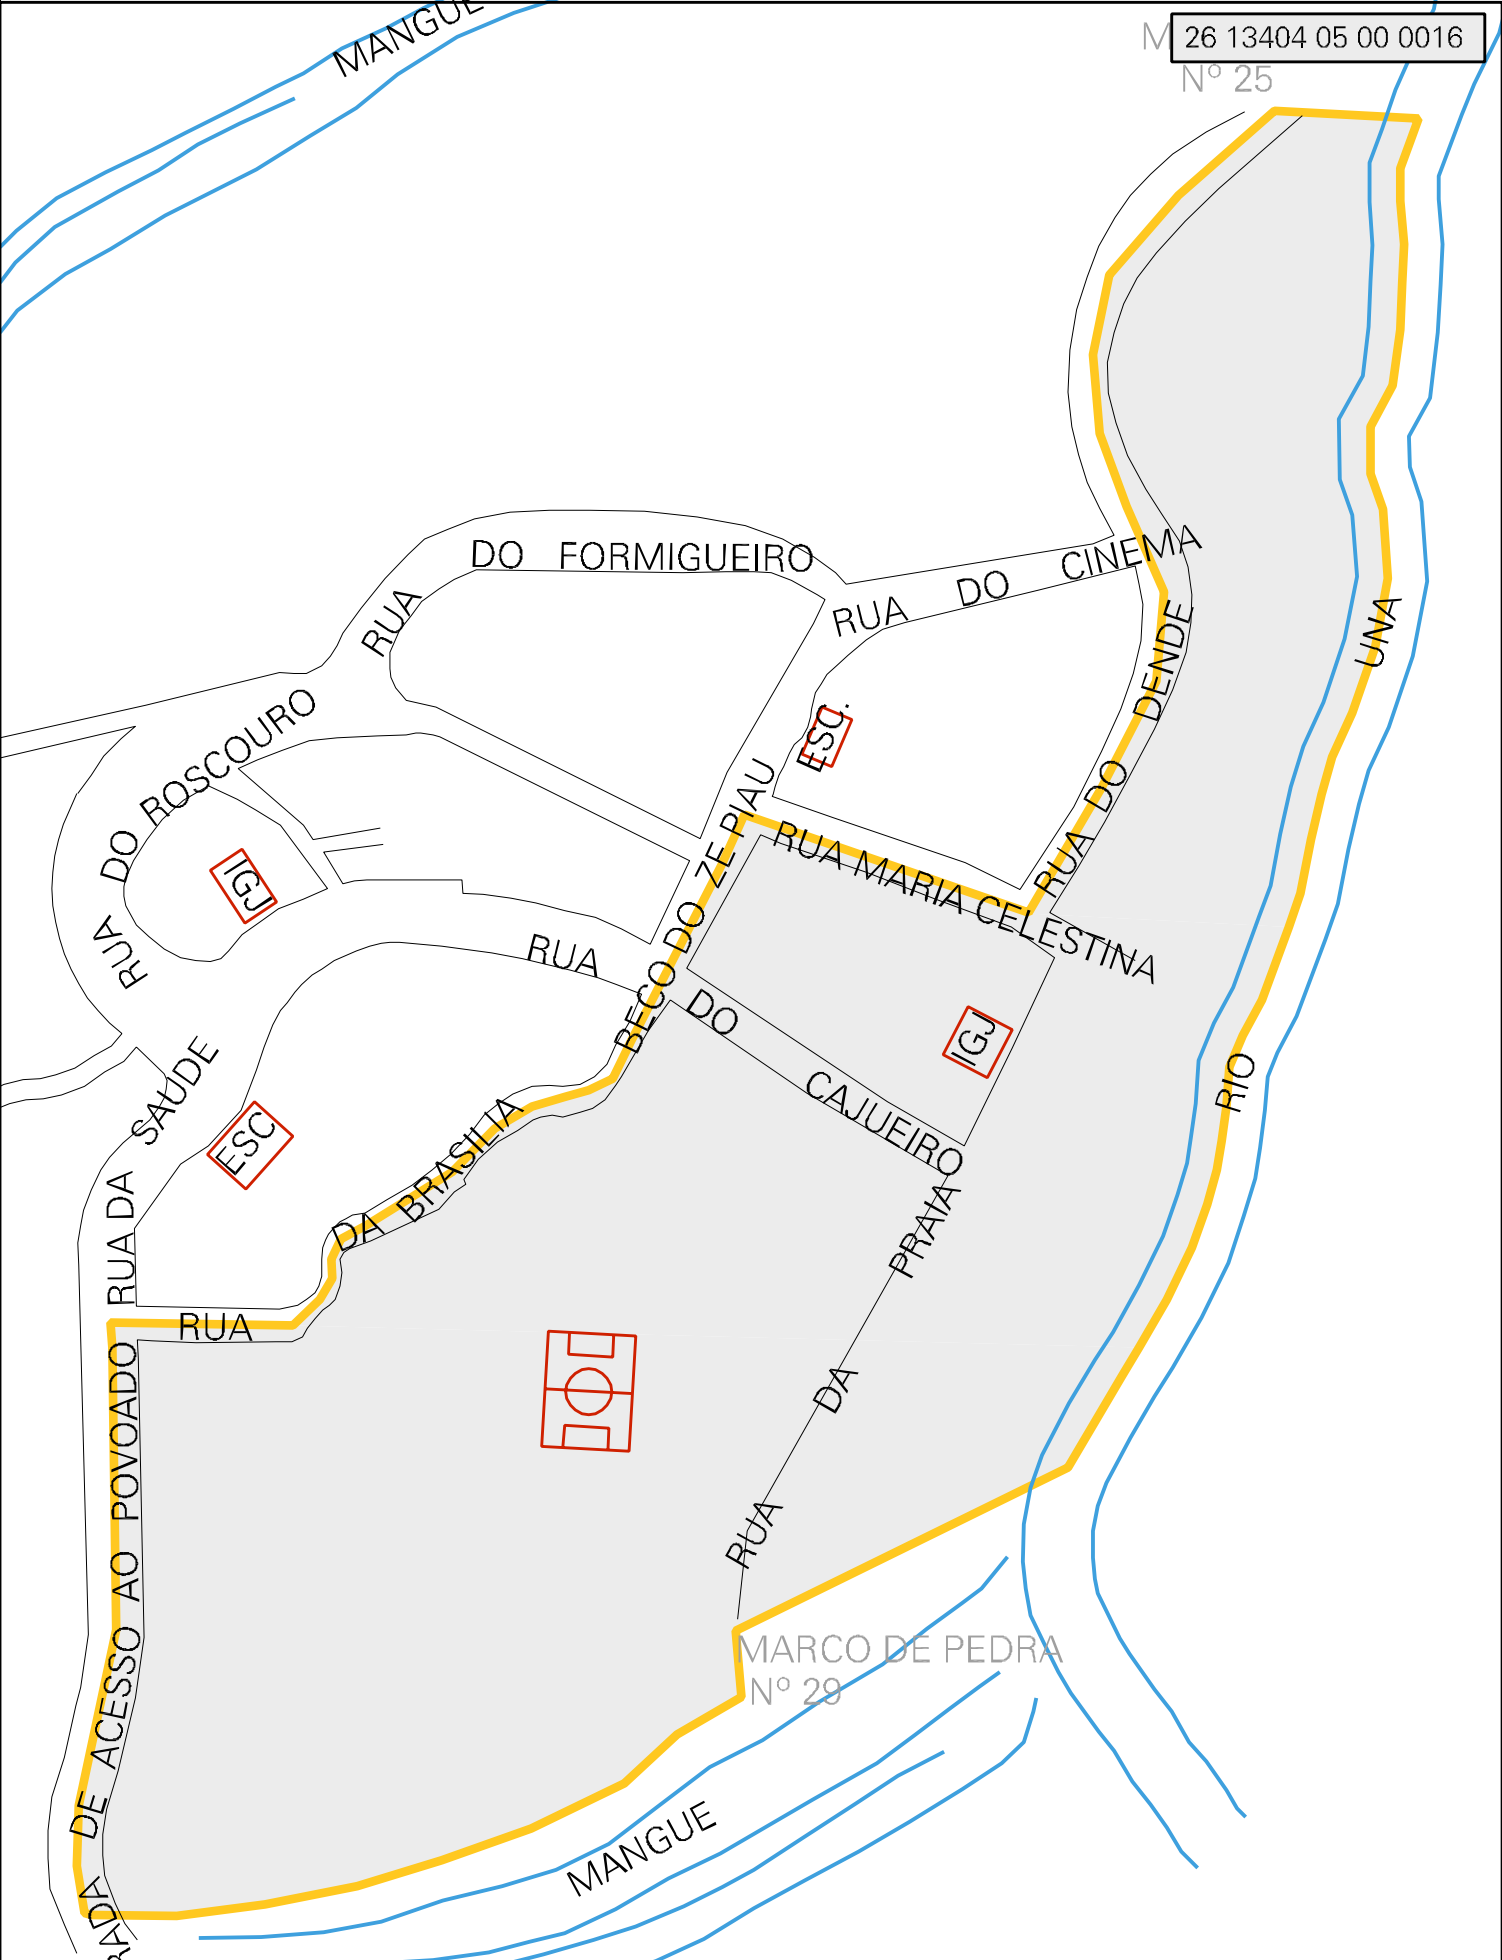 MANGUE
26 13404 05 00 0016
Nº 25
RUA DO FORMIGUEIRO
RUA DO CINEMA
RUA DO ROSCOURO
ESC.
RUA DO DENDE
UNA
RIO
IGJ
BECO DO ZE PIAU
RUA MARIA CELESTINA
RUA DO CAJUEIRO
IGJ
RUA DA SAUDE
ESC
RUA DA BRASILIA
RUA DA PRAIA
DE ACESSO AO POVOADO
MARCO DE PEDRA
Nº 29
MANGUE